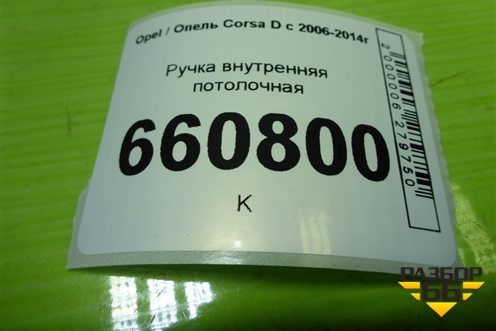 Opel / Опель Corsa D с 2006-2014г
Ручка внутренняя
потолочная
660800
К
2000006279750
РАЗБОР
66